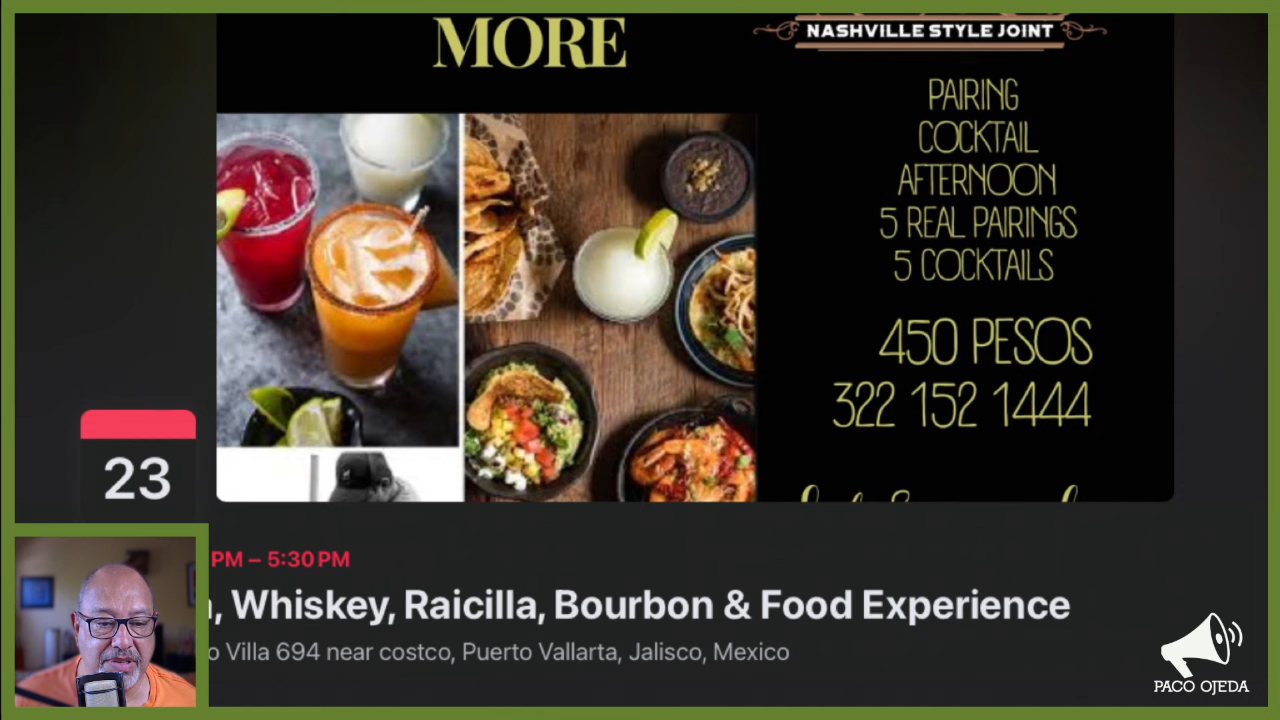 MORE
NASHVILLE STYLE JOINT
PAIRING
COCKTAIL
AFTERNOON
5 REAL PAIRINGS
5 COCKTAILS
450 PESOS
322 152 1444
23
PM – 5:30 PM
, Whiskey, Raicilla, Bourbon & Food Experience
Villa 694 near costco, Puerto Vallarta, Jalisco, Mexico
PACO OJEDA